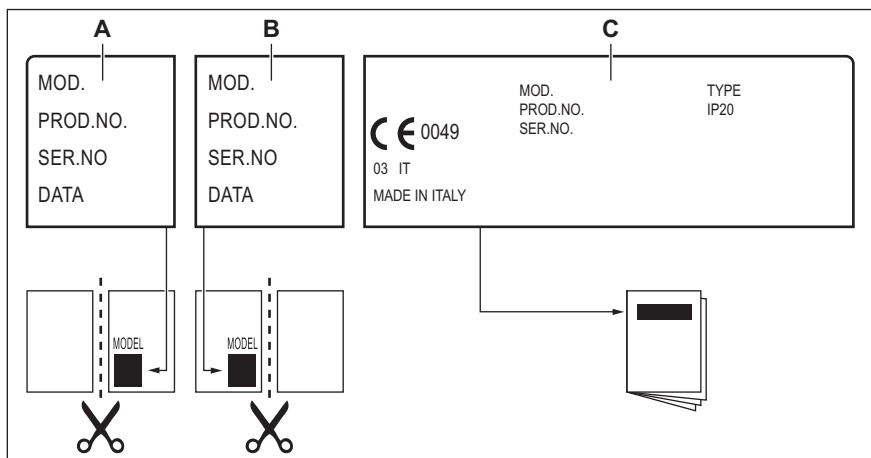 A
B
C
MOD.
PROD.NO.
SER.NO
DATA
MOD.
PROD.NO.
SER.NO
DATA
MOD.
PROD.NO.
SER.NO.
TYPE
IP20
CE 0049
03 IT
MADE IN ITALY
MODEL
MODEL